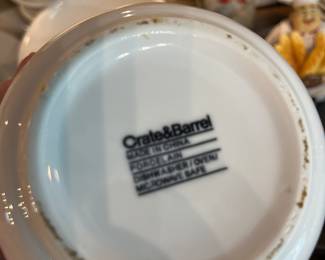 Crate&Barrel
MADE IN CHINA
PORCELAIN
DISHWASHER / OVEN/
MICROWAVE SAFE